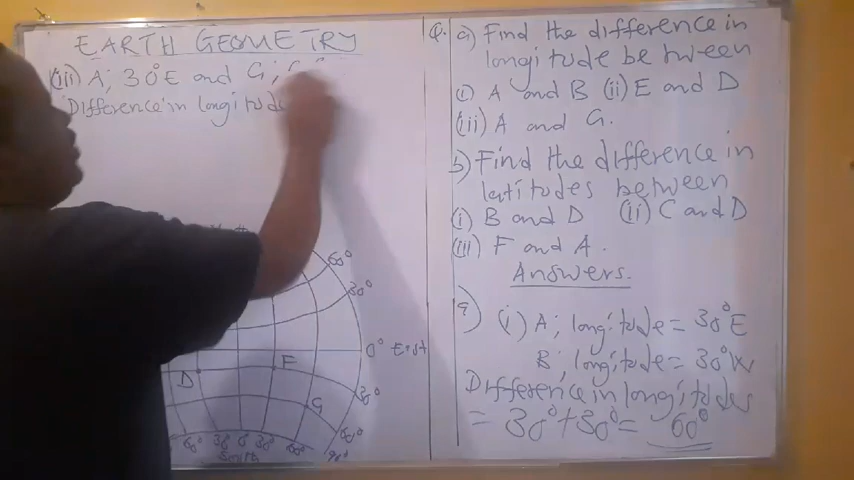 EARTH GEOMETRY
(iii) A; 30°E and G;
Difference in longitude
60°
30°
0° East
F
D
30°
G
60°
60° 30° 0° 30° 60° 90°
South
Q. a) Find the difference in
longitude between
(i) A and B (ii) E and D
(iii) A and G.
b) Find the difference in
latitudes between
(i) B and D (ii) C and D
(iii) F and A.
Answers.
a) (i) A; longitude = 30°E
B; longitude = 30°W
Difference in longitudes
= 30° + 30° = 60°